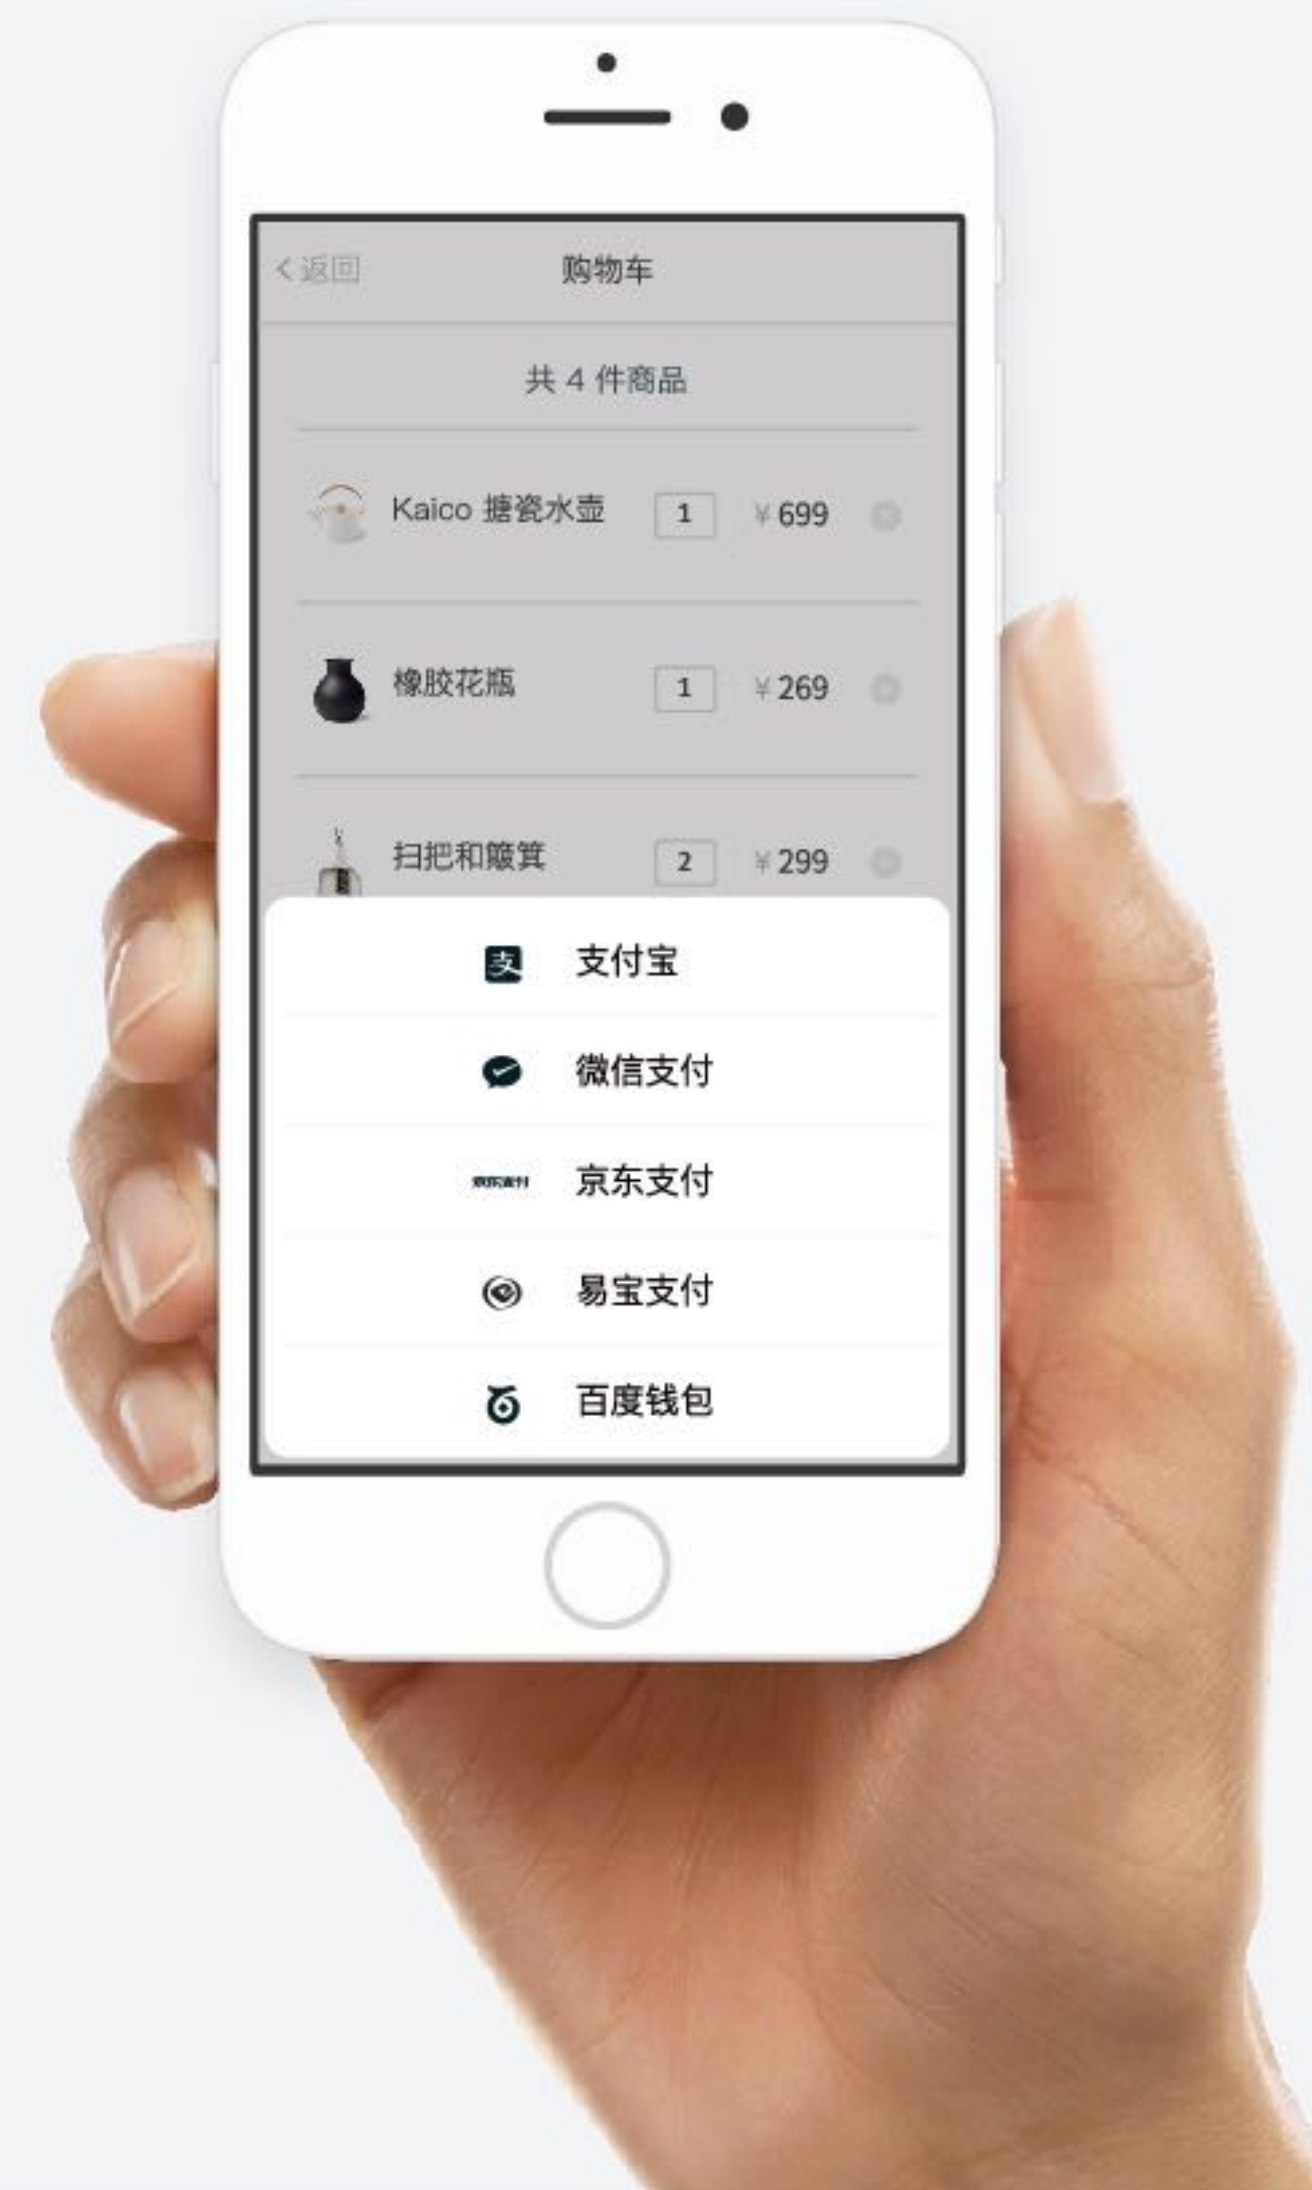 返回 购物车
共 4 件商品
Kaico 搪瓷水壶 1 ¥ 699
橡胶花瓶 1 ¥ 269
扫把和簸箕 2 ¥ 299
支 支付宝
微信支付
京东支付 京东支付
易宝支付
百度钱包